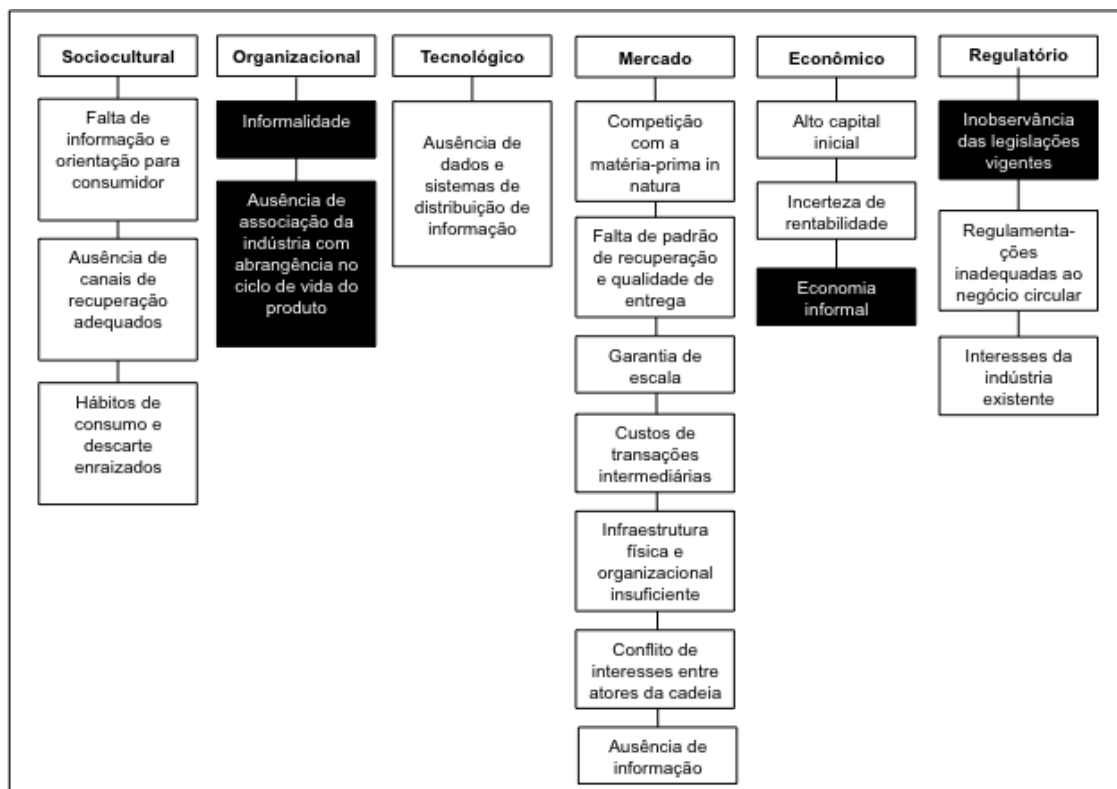 Sociocultural
Falta de
informação e
orientação para
consumidor
Ausência de
canais de
recuperação
adequados
Hábitos de
consumo e
descarte
enraizados
Organizacional
Informalidade
Ausência de
associação da
indústria com
abrangência no
ciclo de vida do
produto
Tecnológico
Ausência de
dados e
sistemas de
distribuição de
informação
Mercado
Competição
com a
matéria-prima in
natura
Falta de padrão
de recuperação
e qualidade de
entrega
Garantia de
escala
Custos de
transações
intermediárias
Infraestrutura
física e
organizacional
insuficiente
Conflito de
interesses entre
atores da cadeia
Ausência de
informação
Econômico
Alto capital
inicial
Incerteza de
rentabilidade
Economia
informal
Regulatório
Inobservância
das legislações
vigentes
Regulamenta-
ções
inadequadas ao
negócio circular
Interesses da
indústria
existente